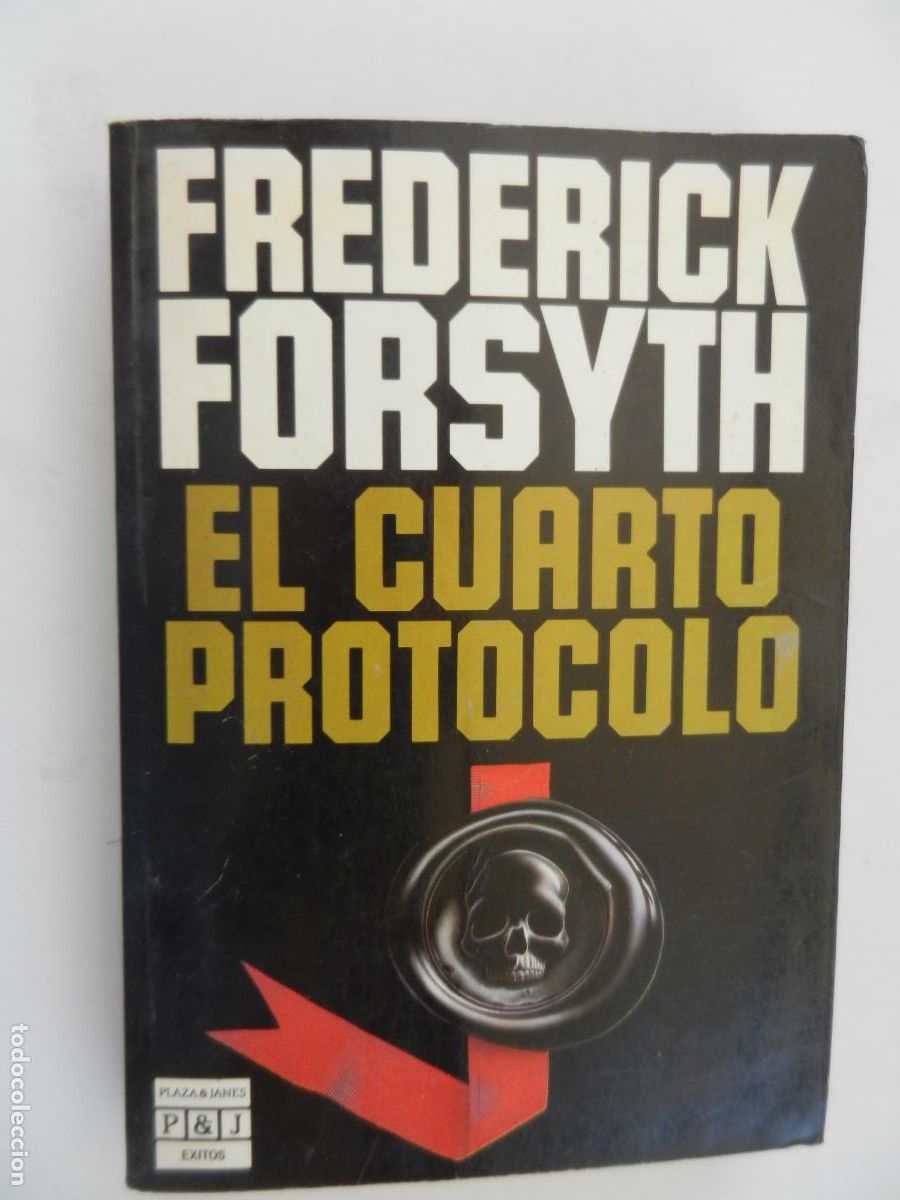 FREDERICK
FORSYTH
EL CUARTO
PROTOCOLO
PLAZA & JANES
P & J
EXITOS
todocoleccion